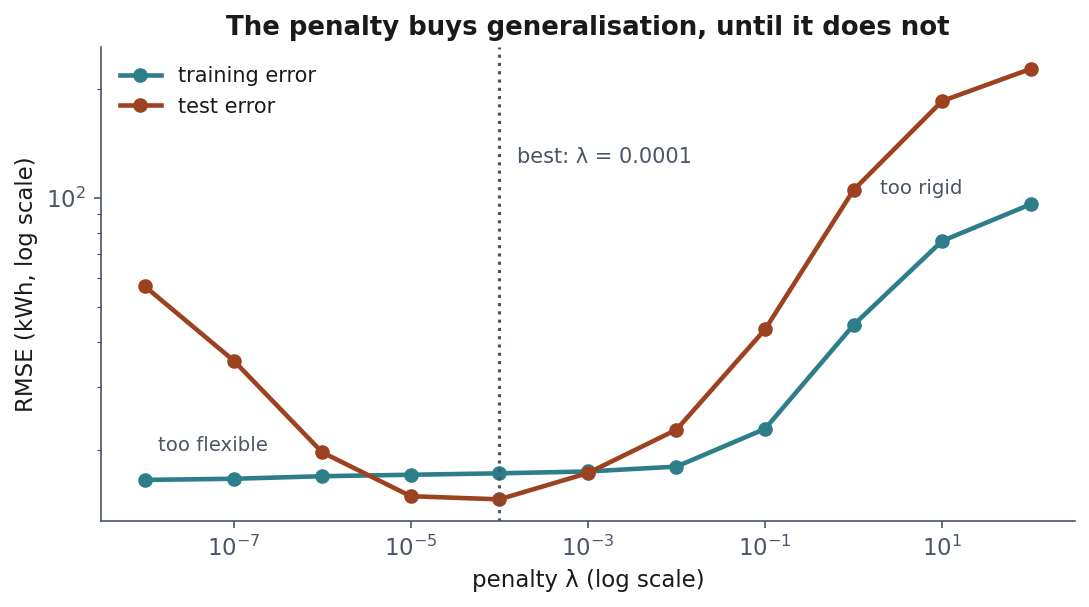 The penalty buys generalisation, until it does not
training error
test error
best: λ = 0.0001
too rigid
too flexible
RMSE (kWh, log scale)
10²
10⁻⁷
10⁻⁵
10⁻³
10⁻¹
10¹
penalty λ (log scale)